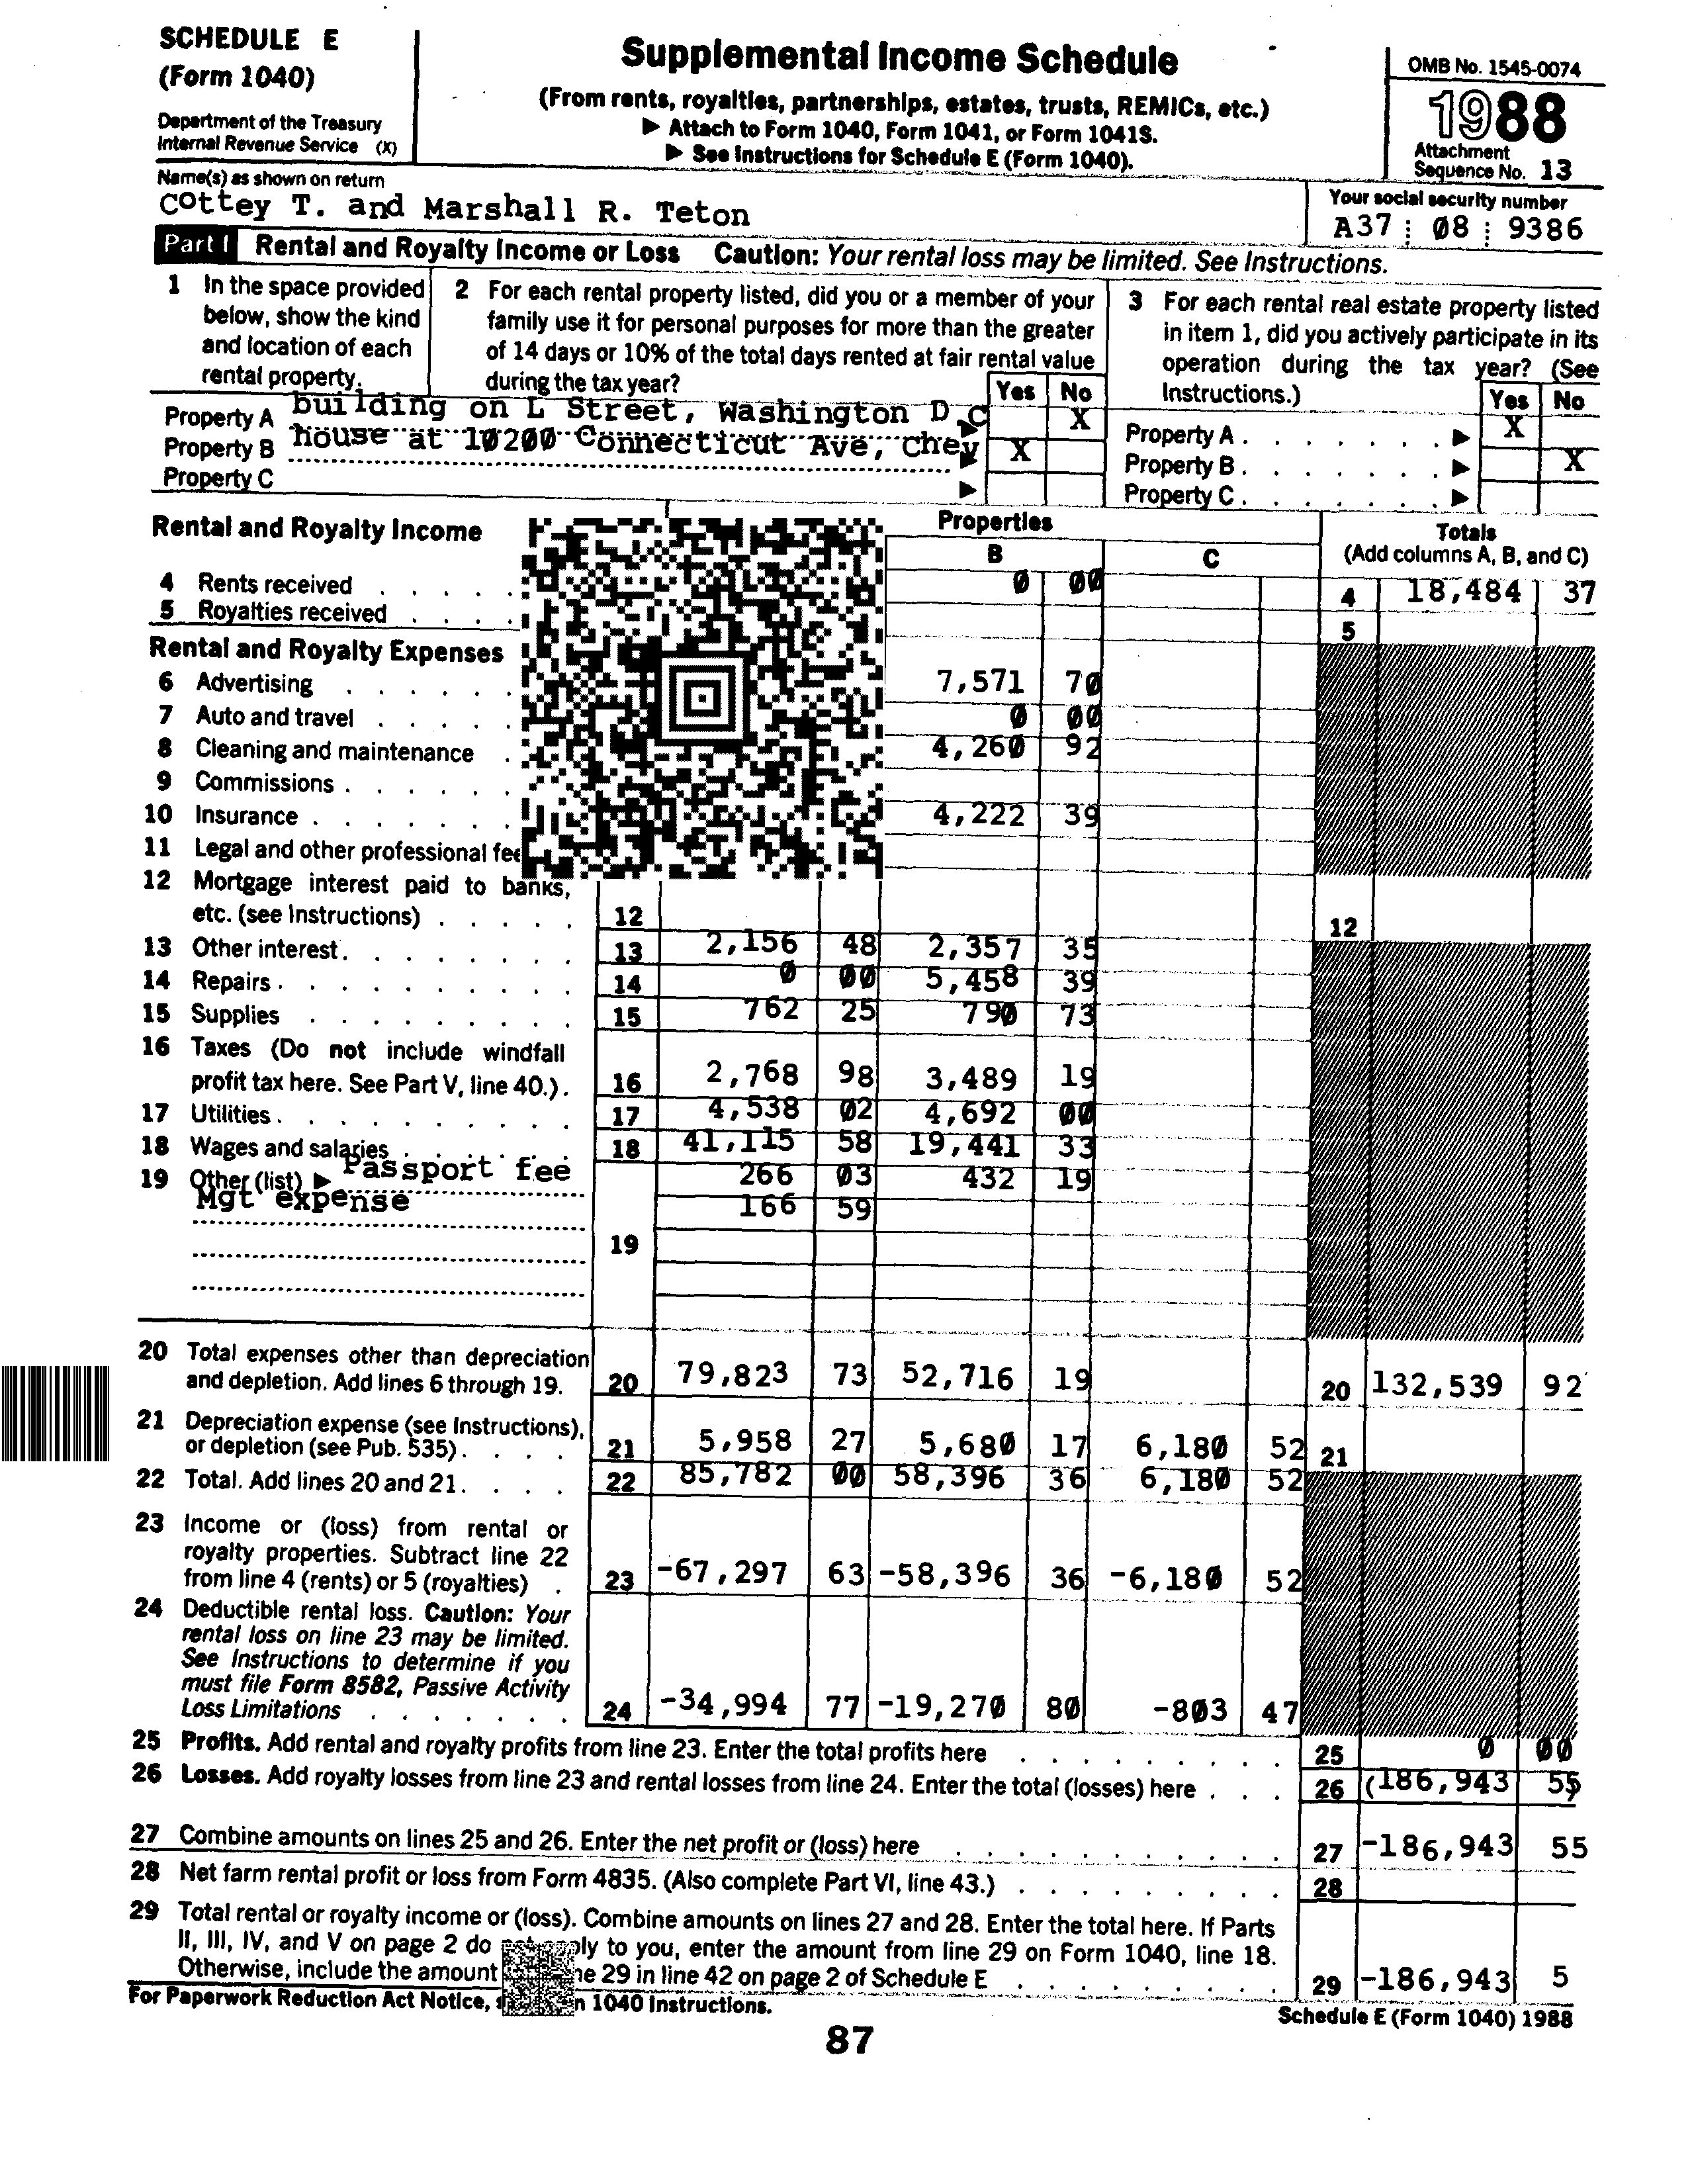 SCHEDULE E
(Form 1040)
Department of the Treasury
Internal Revenue Service (X)
Supplemental Income Schedule
(From rents, royalties, partnerships, estates, trusts, REMICs, etc.)
▶ Attach to Form 1040, Form 1041, or Form 1041S.
▶ See Instructions for Schedule E (Form 1040).
OMB No. 1545-0074
1988
Attachment
Sequence No. 13
Name(s) as shown on return
Cottey T. and Marshall R. Teton
Your social security number
A37 08 9386
Part I Rental and Royalty Income or Loss Caution: Your rental loss may be limited. See Instructions.
1 In the space provided
below, show the kind
and location of each
rental property.
2 For each rental property listed, did you or a member of your
family use it for personal purposes for more than the greater
of 14 days or 10% of the total days rented at fair rental value
during the tax year?
Yes No
3 For each rental real estate property listed
in item 1, did you actively participate in its
operation during the tax year? (See
Instructions.)
Yes No
Property A building on L Street, Washington D C ▶ X
Property B house at 10200 Connecticut Ave, Chev ▶ X
Property C ▶
Property A . . . . . . . ▶ X
Property B . . . . . . . ▶ X
Property C . . . . . . . ▶
Rental and Royalty Income
Properties
B C
Totals
(Add columns A, B, and C)
4 Rents received . . . . . 0 00 4 18,484 37
5 Royalties received . . . . 5
Rental and Royalty Expenses
6 Advertising . . . . . . 7,571 70
7 Auto and travel . . . . . 0 00
8 Cleaning and maintenance . 4,260 92
9 Commissions . . . . . .
10 Insurance . . . . . . . 4,222 39
11 Legal and other professional fee
12 Mortgage interest paid to banks,
etc. (see Instructions) . . . . . 12 12
13 Other interest . . . . . . . . 13 2,156 48 2,357 35
14 Repairs . . . . . . . . . . 14 0 00 5,458 39
15 Supplies . . . . . . . . . 15 762 25 790 73
16 Taxes (Do not include windfall
profit tax here. See Part V, line 40.) . 16 2,768 98 3,489 19
17 Utilities . . . . . . . . . . 17 4,538 02 4,692 00
18 Wages and salaries . . . . . . 18 41,115 58 19,441 33
19 Other (list) ▶ Passport fee 266 03 432 19
Mgt expense 166 59
19
20 Total expenses other than depreciation
and depletion. Add lines 6 through 19. 20 79,823 73 52,716 19 20 132,539 92
21 Depreciation expense (see Instructions),
or depletion (see Pub. 535) . . . . 21 5,958 27 5,680 17 6,180 52 21
22 Total. Add lines 20 and 21 . . . . 22 85,782 00 58,396 36 6,180 52
23 Income or (loss) from rental or
royalty properties. Subtract line 22
from line 4 (rents) or 5 (royalties) . 23 -67,297 63 -58,396 36 -6,180 52
24 Deductible rental loss. Caution: Your
rental loss on line 23 may be limited.
See Instructions to determine if you
must file Form 8582, Passive Activity
Loss Limitations . . . . . . . 24 -34,994 77 -19,270 80 -803 47
25 Profits. Add rental and royalty profits from line 23. Enter the total profits here . . . . . . . . . 25 0 00
26 Losses. Add royalty losses from line 23 and rental losses from line 24. Enter the total (losses) here . . . 26 (186,943 55)
27 Combine amounts on lines 25 and 26. Enter the net profit or (loss) here . . . . . . . . . . . 27 -186,943 55
28 Net farm rental profit or loss from Form 4835. (Also complete Part VI, line 43.) . . . . . . . . . 28
29 Total rental or royalty income or (loss). Combine amounts on lines 27 and 28. Enter the total here. If Parts
II, III, IV, and V on page 2 do ply to you, enter the amount from line 29 on Form 1040, line 18.
Otherwise, include the amount ne 29 in line 42 on page 2 of Schedule E . . . . . . . . 29 -186,943 5
For Paperwork Reduction Act Notice, n 1040 Instructions.
Schedule E (Form 1040) 1988
87